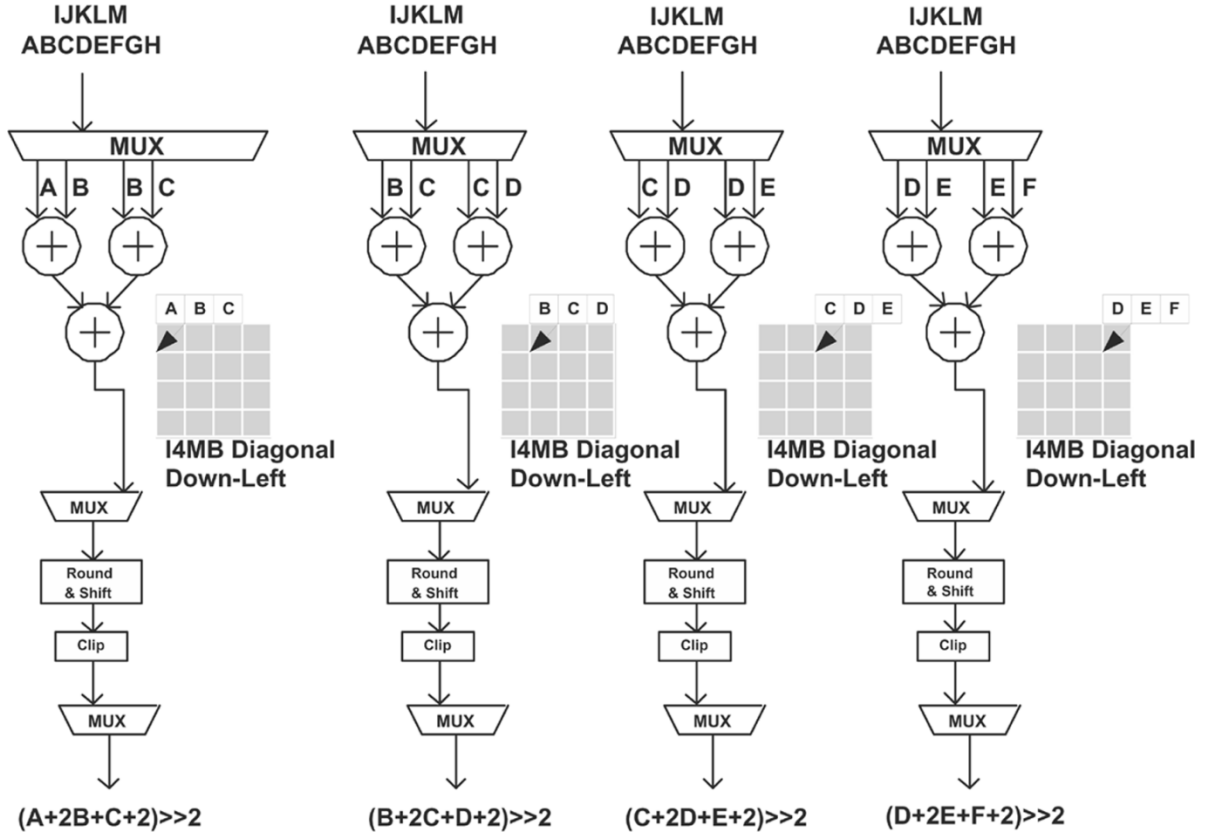 IJKLM IJKLM IJKLM IJKLM
ABCDEFGH ABCDEFGH ABCDEFGH ABCDEFGH
MUX MUX MUX MUX
A B B C B C C D C D D E D E E F
+ + + + + + + +
A B C B C D C D E D E F
+ + + +
I4MB Diagonal I4MB Diagonal I4MB Diagonal I4MB Diagonal
Down-Left Down-Left Down-Left Down-Left
MUX MUX MUX MUX
Round Round Round Round
& Shift & Shift & Shift & Shift
Clip Clip Clip Clip
MUX MUX MUX MUX
(A+2B+C+2)>>2 (B+2C+D+2)>>2 (C+2D+E+2)>>2 (D+2E+F+2)>>2